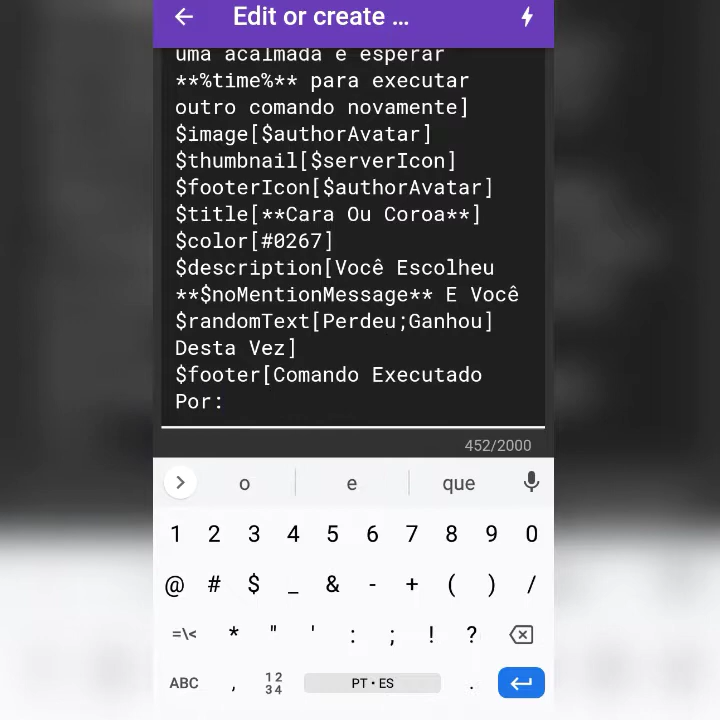 Edit or create ...
uma acalmada e esperar
**%time%** para executar
outro comando novamente]
$image[$authorAvatar]
$thumbnail[$serverIcon]
$footerIcon[$authorAvatar]
$title[**Cara Ou Coroa**]
$color[#0267]
$description[Você Escolheu
**$noMentionMessage** E Você
$randomText[Perdeu;Ganhou]
Desta Vez]
$footer[Comando Executado
Por:
452/2000
o e que
1 2 3 4 5 6 7 8 9 0
@ # $ _ & - + ( ) /
=\< * " ' : ; ! ?
ABC , 12 34 PT • ES .